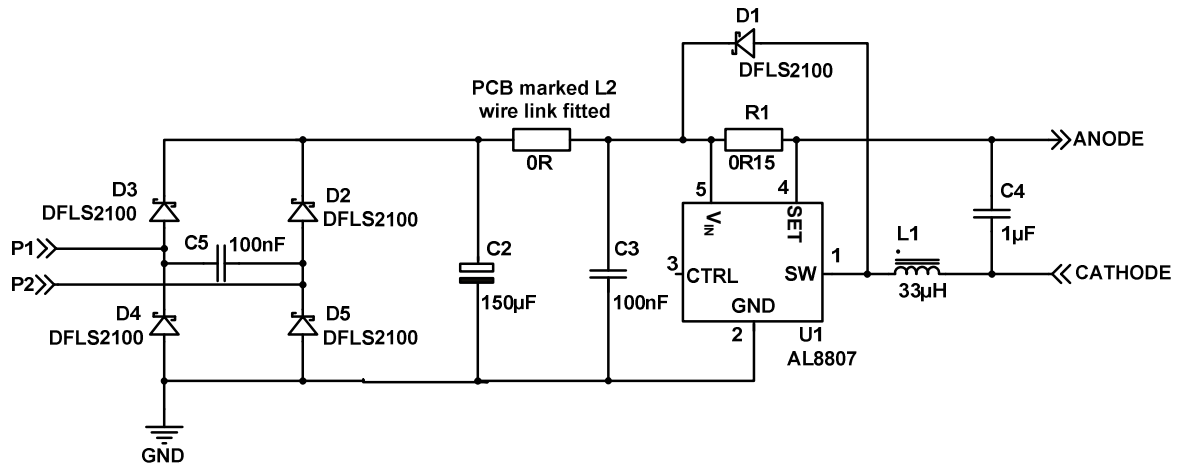 D1
DFLS2100
PCB marked L2
wire link fitted
0R
R1
0R15
ANODE
D3
DFLS2100
D2
DFLS2100
5
4
VIN
SET
C4
1µF
P1
C5
100nF
C2
150µF
C3
100nF
3
CTRL
SW
1
L1
33µH
CATHODE
P2
D4
DFLS2100
D5
DFLS2100
GND
2
U1
AL8807
GND